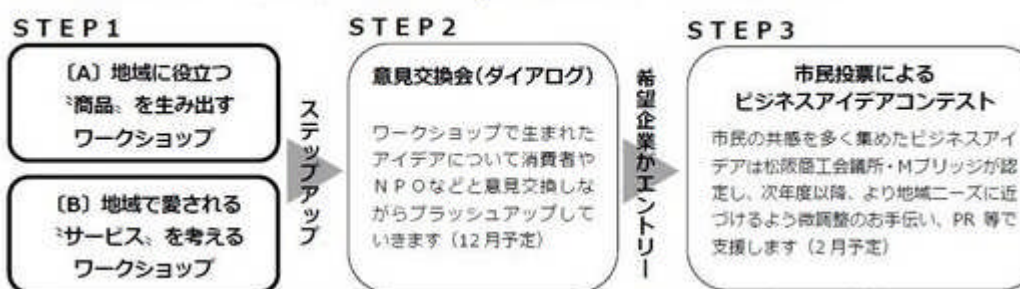 STEP1
〔A〕地域に役立つ
〝商品〟を生み出す
ワークショップ
〔B〕地域で愛される
〝サービス〟を考える
ワークショップ
ステップアップ
STEP2
意見交換会(ダイアログ)
ワークショップで生まれた
アイデアについて消費者や
NPOなどと意見交換しな
がらブラッシュアップして
いきます(12月予定)
希望企業がエントリー
STEP3
市民投票による
ビジネスアイデアコンテスト
市民の共感を多く集めたビジネスアイ
デアは松阪商工会議所・Mブリッジが認
定し、次年度以降、より地域ニーズに近
づけるよう微調整のお手伝い、PR 等で
支援します(2月予定)